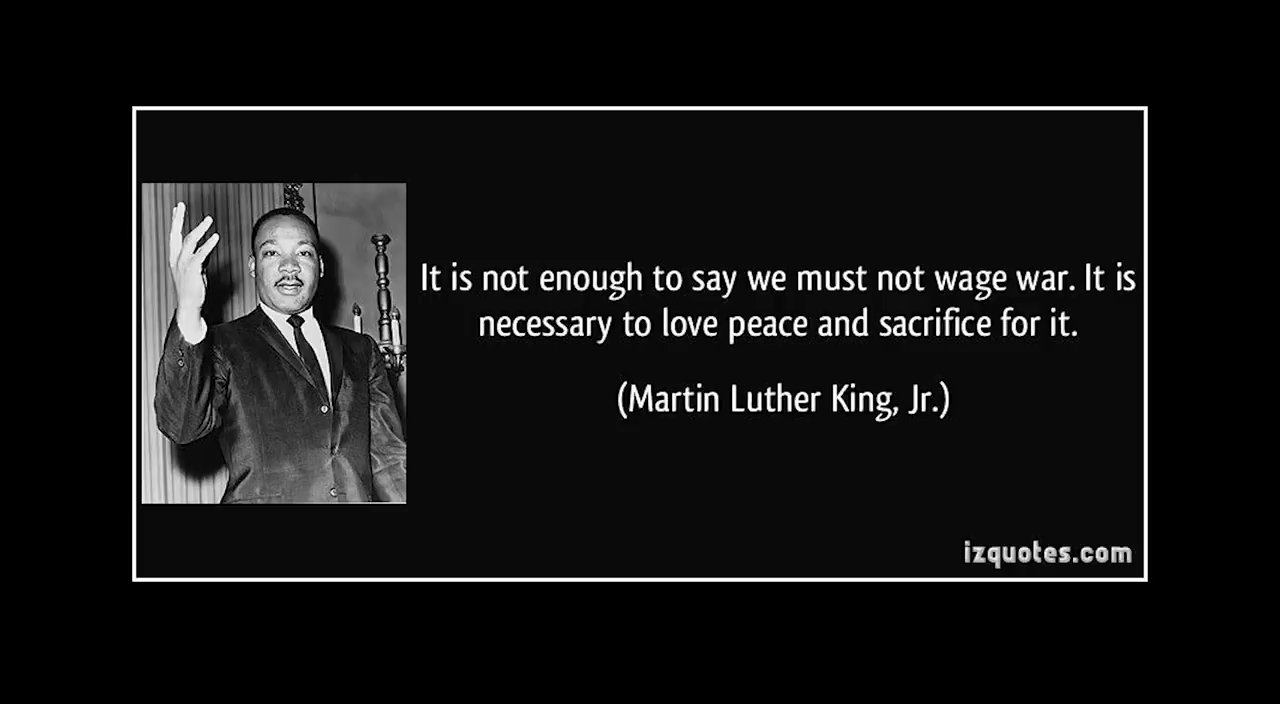 It is not enough to say we must not wage war. It is
necessary to love peace and sacrifice for it.
(Martin Luther King, Jr.)
izquotes.com